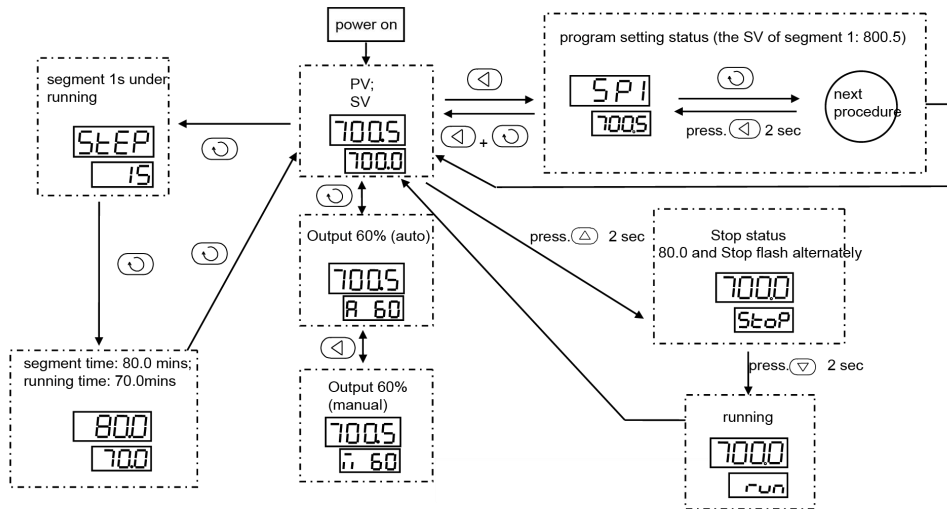 power on
program setting status (the SV of segment 1: 800.5)
SP1
700.5
press. 2 sec
next
procedure
PV;
SV
700.5
700.0
+
segment 1s under
running
StEP
15
Output 60% (auto)
700.5
A 60
press. 2 sec
Stop status
80.0 and Stop flash alternately
700.0
StoP
segment time: 80.0 mins;
running time: 70.0mins
80.0
70.0
Output 60%
(manual)
700.5
60
press. 2 sec
running
700.0
run